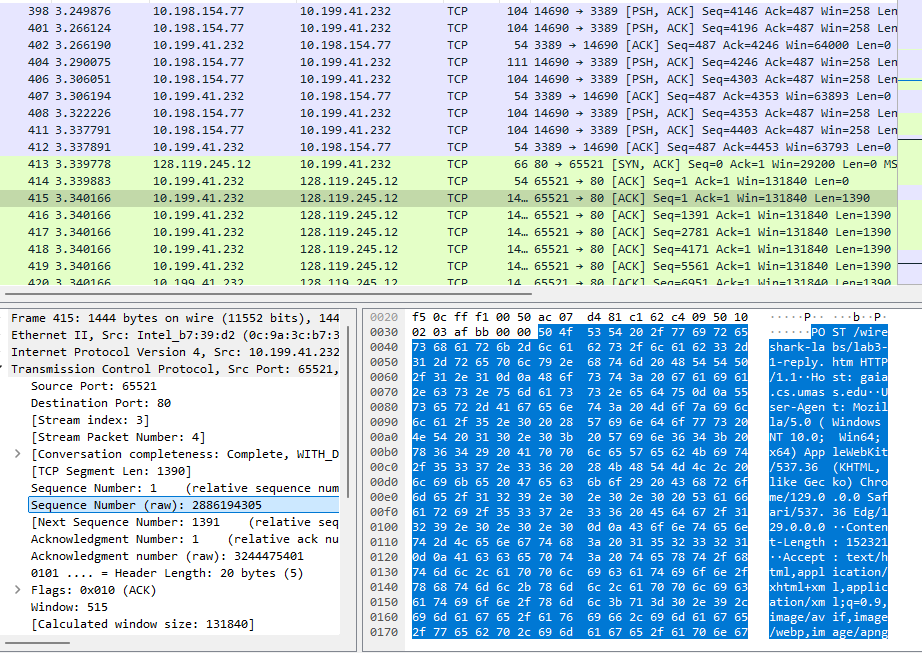 398 3.249876 10.198.154.77 10.199.41.232 TCP 104 14690 → 3389 [PSH, ACK] Seq=4146 Ack=487 Win=258 Len
401 3.266124 10.198.154.77 10.199.41.232 TCP 104 14690 → 3389 [PSH, ACK] Seq=4196 Ack=487 Win=258 Len
402 3.266190 10.199.41.232 10.198.154.77 TCP 54 3389 → 14690 [ACK] Seq=487 Ack=4246 Win=64000 Len=0
404 3.290075 10.198.154.77 10.199.41.232 TCP 111 14690 → 3389 [PSH, ACK] Seq=4246 Ack=487 Win=258 Len
406 3.306051 10.198.154.77 10.199.41.232 TCP 104 14690 → 3389 [PSH, ACK] Seq=4303 Ack=487 Win=258 Len
407 3.306194 10.199.41.232 10.198.154.77 TCP 54 3389 → 14690 [ACK] Seq=487 Ack=4353 Win=63893 Len=0
408 3.322226 10.198.154.77 10.199.41.232 TCP 104 14690 → 3389 [PSH, ACK] Seq=4353 Ack=487 Win=258 Len
411 3.337791 10.198.154.77 10.199.41.232 TCP 104 14690 → 3389 [PSH, ACK] Seq=4403 Ack=487 Win=258 Len
412 3.337891 10.199.41.232 10.198.154.77 TCP 54 3389 → 14690 [ACK] Seq=487 Ack=4453 Win=63793 Len=0
413 3.339778 128.119.245.12 10.199.41.232 TCP 66 80 → 65521 [SYN, ACK] Seq=0 Ack=1 Win=29200 Len=0 MS
414 3.339883 10.199.41.232 128.119.245.12 TCP 54 65521 → 80 [ACK] Seq=1 Ack=1 Win=131840 Len=0
415 3.340166 10.199.41.232 128.119.245.12 TCP 14… 65521 → 80 [ACK] Seq=1 Ack=1 Win=131840 Len=1390
416 3.340166 10.199.41.232 128.119.245.12 TCP 14… 65521 → 80 [ACK] Seq=1391 Ack=1 Win=131840 Len=1390
417 3.340166 10.199.41.232 128.119.245.12 TCP 14… 65521 → 80 [ACK] Seq=2781 Ack=1 Win=131840 Len=1390
418 3.340166 10.199.41.232 128.119.245.12 TCP 14… 65521 → 80 [ACK] Seq=4171 Ack=1 Win=131840 Len=1390
419 3.340166 10.199.41.232 128.119.245.12 TCP 14… 65521 → 80 [ACK] Seq=5561 Ack=1 Win=131840 Len=1390
420 3.340166 10.199.41.232 128.119.245.12 TCP 14… 65521 → 80 [ACK] Seq=6951 Ack=1 Win=131840 Len=1390
Frame 415: 1444 bytes on wire (11552 bits), 144
Ethernet II, Src: Intel_b7:39:d2 (0c:9a:3c:b7:3
Internet Protocol Version 4, Src: 10.199.41.232
Transmission Control Protocol, Src Port: 65521,
Source Port: 65521
Destination Port: 80
[Stream index: 3]
[Stream Packet Number: 4]
[Conversation completeness: Complete, WITH_D
[TCP Segment Len: 1390]
Sequence Number: 1 (relative sequence num
Sequence Number (raw): 2886194305
[Next Sequence Number: 1391 (relative seq
Acknowledgment Number: 1 (relative ack nu
Acknowledgment number (raw): 3244475401
0101 .... = Header Length: 20 bytes (5)
Flags: 0x010 (ACK)
Window: 515
[Calculated window size: 131840]
0020 f5 0c ff f1 00 50 ac 07 d4 81 c1 62 04 09 50 10 ·····P·· ···b··P·
0030 02 03 af bb 00 00 50 4f 53 54 20 2f 77 69 72 65 ······PO ST /wire
0040 73 68 61 72 6b 2d 6c 61 62 73 2f 6c 61 62 33 2d shark-la bs/lab3-
0050 31 2d 72 65 70 6c 79 2e 68 74 6d 20 48 54 54 50 1-reply. htm HTTP
0060 2f 31 2e 31 0d 0a 48 6f 73 74 3a 20 67 61 69 61 /1.1··Ho st: gaia
0070 2e 63 73 2e 75 6d 61 73 73 2e 65 64 75 0d 0a 55 .cs.umas s.edu··U
0080 73 65 72 2d 41 67 65 6e 74 3a 20 4d 6f 7a 69 6c ser-Agen t: Mozil
0090 6c 61 2f 35 2e 30 20 28 57 69 6e 64 6f 77 73 20 la/5.0 ( Windows
00a0 4e 54 20 31 30 2e 30 3b 20 57 69 6e 36 34 3b 20 NT 10.0; Win64;
00b0 78 36 34 29 20 41 70 70 6c 65 57 65 62 4b 69 74 x64) App leWebKit
00c0 2f 35 33 37 2e 33 36 20 28 4b 48 54 4d 4c 2c 20 /537.36 (KHTML,
00d0 6c 69 6b 65 20 47 65 63 6b 6f 29 20 43 68 72 6f like Gec ko) Chro
00e0 6d 65 2f 31 32 39 2e 30 2e 30 2e 30 20 53 61 66 me/129.0 .0.0 Saf
00f0 61 72 69 2f 35 33 37 2e 33 36 20 45 64 67 2f 31 ari/537. 36 Edg/1
0100 32 39 2e 30 2e 30 2e 30 0d 0a 43 6f 6e 74 65 6e 29.0.0.0 ··Conten
0110 74 2d 4c 65 6e 67 74 68 3a 20 31 35 32 33 32 31 t-Length : 152321
0120 0d 0a 41 63 63 65 70 74 3a 20 74 65 78 74 2f 68 ··Accept : text/h
0130 74 6d 6c 2c 61 70 70 6c 69 63 61 74 69 6f 6e 2f tml,appl ication/
0140 78 68 74 6d 6c 2b 78 6d 6c 2c 61 70 70 6c 69 63 xhtml+xm l,applic
0150 61 74 69 6f 6e 2f 78 6d 6c 3b 71 3d 30 2e 39 2c ation/xm l;q=0.9,
0160 69 6d 61 67 65 2f 61 76 69 66 2c 69 6d 61 67 65 image/av if,image
0170 2f 77 65 62 70 2c 69 6d 61 67 65 2f 61 70 6e 67 /webp,im age/apng